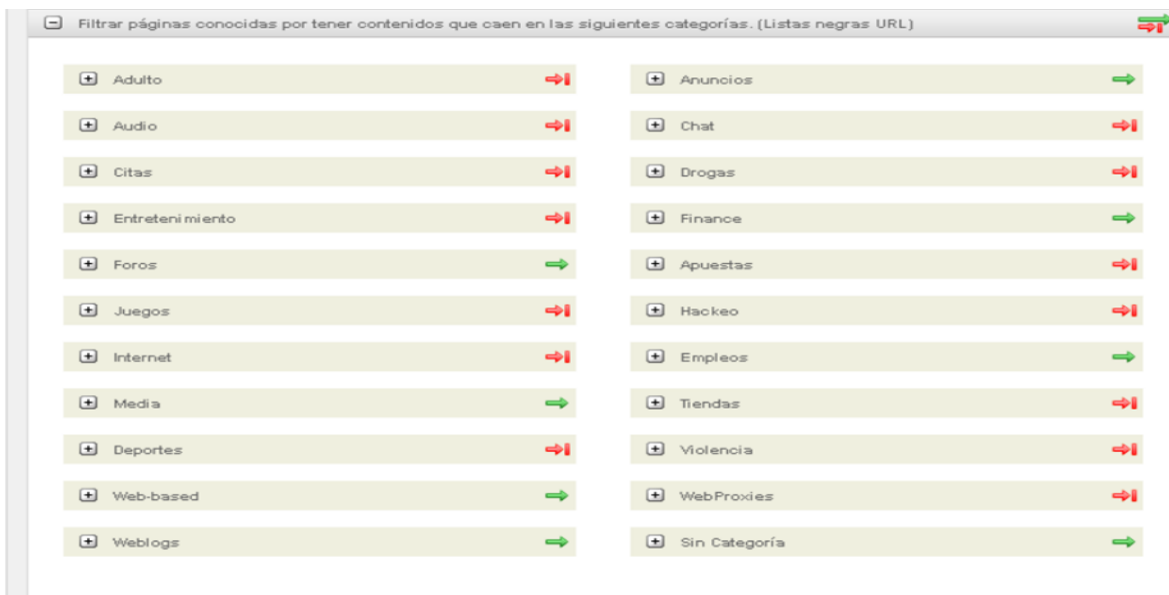 Filtrar páginas conocidas por tener contenidos que caen en las siguientes categorías. (Listas negras URL)
Adulto
Anuncios
Audio
Chat
Citas
Drogas
Entretenimiento
Finance
Foros
Apuestas
Juegos
Hackeo
Internet
Empleos
Media
Tiendas
Deportes
Violencia
Web-based
WebProxies
Weblogs
Sin Categoría